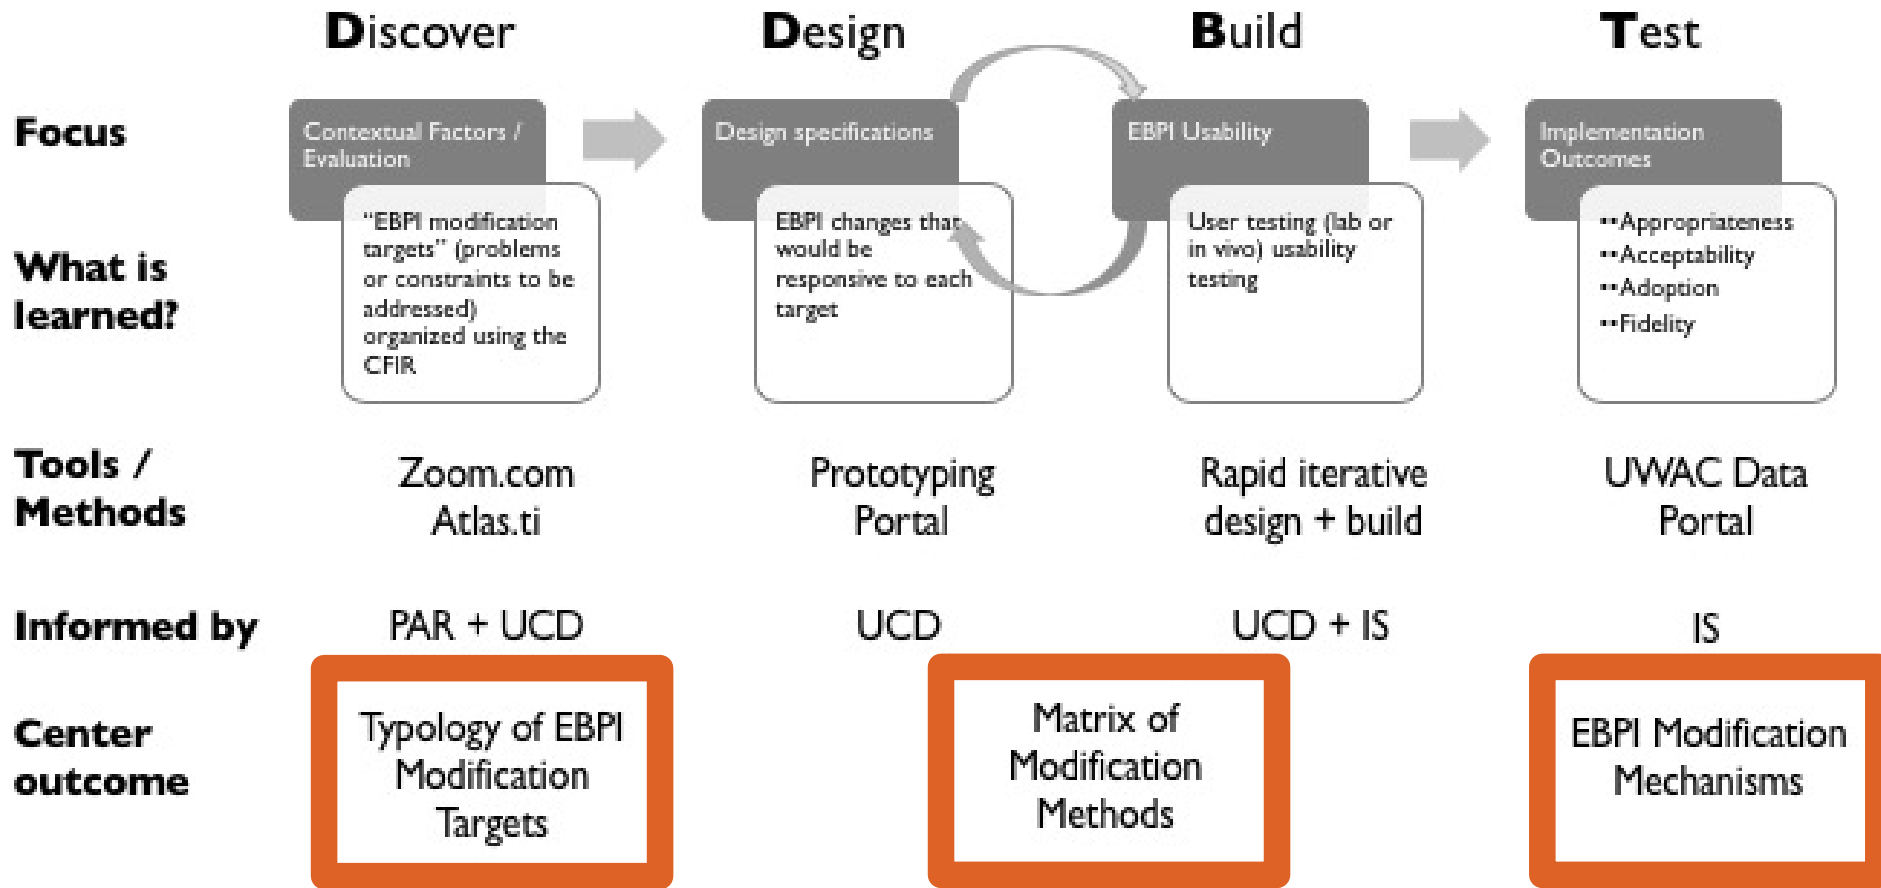 Discover
Design
Build
Test
Focus
Contextual Factors /
Evaluation
Design specifications
EBPI Usability
Implementation
Outcomes
What is
learned?
“EBPI modification
targets” (problems
or constraints to be
addressed)
organized using the
CFIR
EBPI changes that
would be
responsive to each
target
User testing (lab or
in vivo) usability
testing
••Appropriateness
••Acceptability
••Adoption
••Fidelity
Tools /
Methods
Zoom.com
Atlas.ti
Prototyping
Portal
Rapid iterative
design + build
UWAC Data
Portal
Informed by
PAR + UCD
UCD
UCD + IS
IS
Center
outcome
Typology of EBPI
Modification
Targets
Matrix of
Modification
Methods
EBPI Modification
Mechanisms